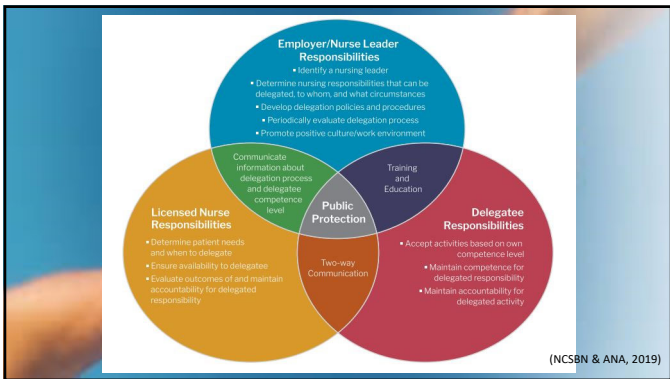 Employer/Nurse Leader
Responsibilities
▪ Identify a nursing leader
▪ Determine nursing responsibilities that can be
delegated, to whom, and what circumstances
▪ Develop delegation policies and procedures
▪ Periodically evaluate delegation process
▪ Promote positive culture/work environment
Communicate
information about
delegation process
and delegatee
competence
level
Training
and
Education
Public
Protection
Licensed Nurse
Responsibilities
▪ Determine patient needs
and when to delegate
▪ Ensure availability to delegatee
▪ Evaluate outcomes of and maintain
accountability for delegated
responsibility
Two-way
Communication
Delegatee
Responsibilities
▪ Accept activities based on own
competence level
▪ Maintain competence for
delegated responsibility
▪ Maintain accountability for
delegated activity
(NCSBN & ANA, 2019)